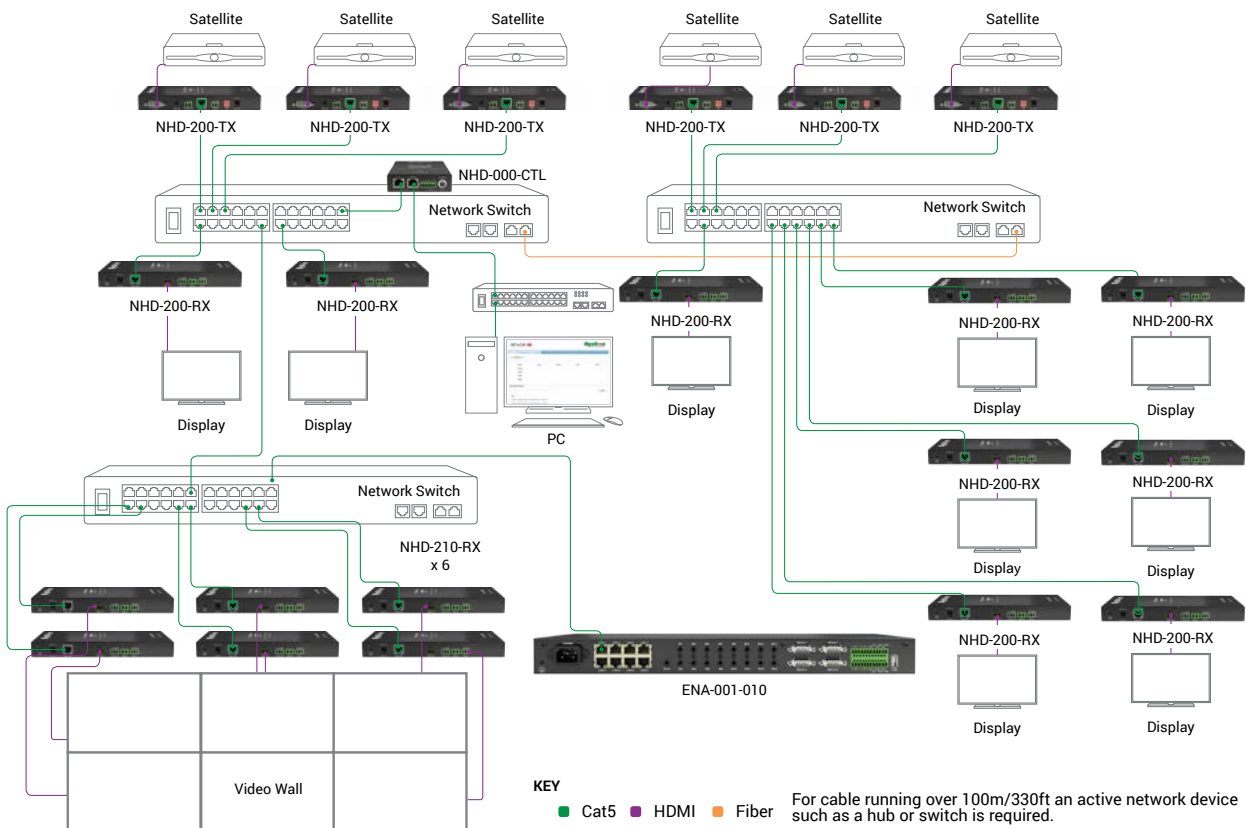 Satellite Satellite Satellite Satellite Satellite Satellite
NHD-200-TX NHD-200-TX NHD-200-TX NHD-200-TX NHD-200-TX NHD-200-TX
NHD-000-CTL
Network Switch Network Switch
NHD-200-RX NHD-200-RX NHD-200-RX NHD-200-RX NHD-200-RX
Display Display PC Display Display Display
NHD-200-RX NHD-200-RX
Network Switch
NHD-210-RX
x 6
Display Display
NHD-200-RX NHD-200-RX
ENA-001-010
Display Display
Video Wall
KEY
Cat5 HDMI Fiber
For cable running over 100m/330ft an active network device
such as a hub or switch is required.